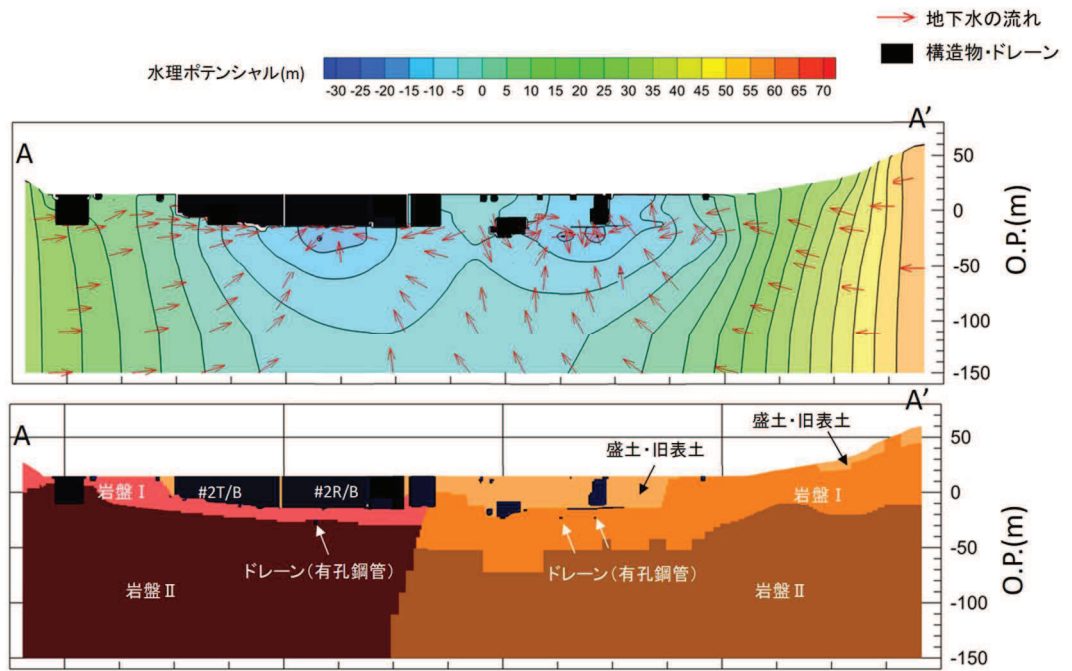 地下水の流れ
構造物・ドレーン
水理ポテンシャル(m)
-30 -25 -20 -15 -10 -5 0 5 10 15 20 25 30 35 40 45 50 55 60 65 70
A
A'
50
0
-50
-100
-150
O.P.(m)
A
A'
盛土・旧表土
盛土・旧表土
50
岩盤Ⅰ
#2T/B
#2R/B
岩盤Ⅰ
0
ドレーン(有孔鋼管)
ドレーン(有孔鋼管)
-50
岩盤Ⅱ
岩盤Ⅱ
-100
-150
O.P.(m)